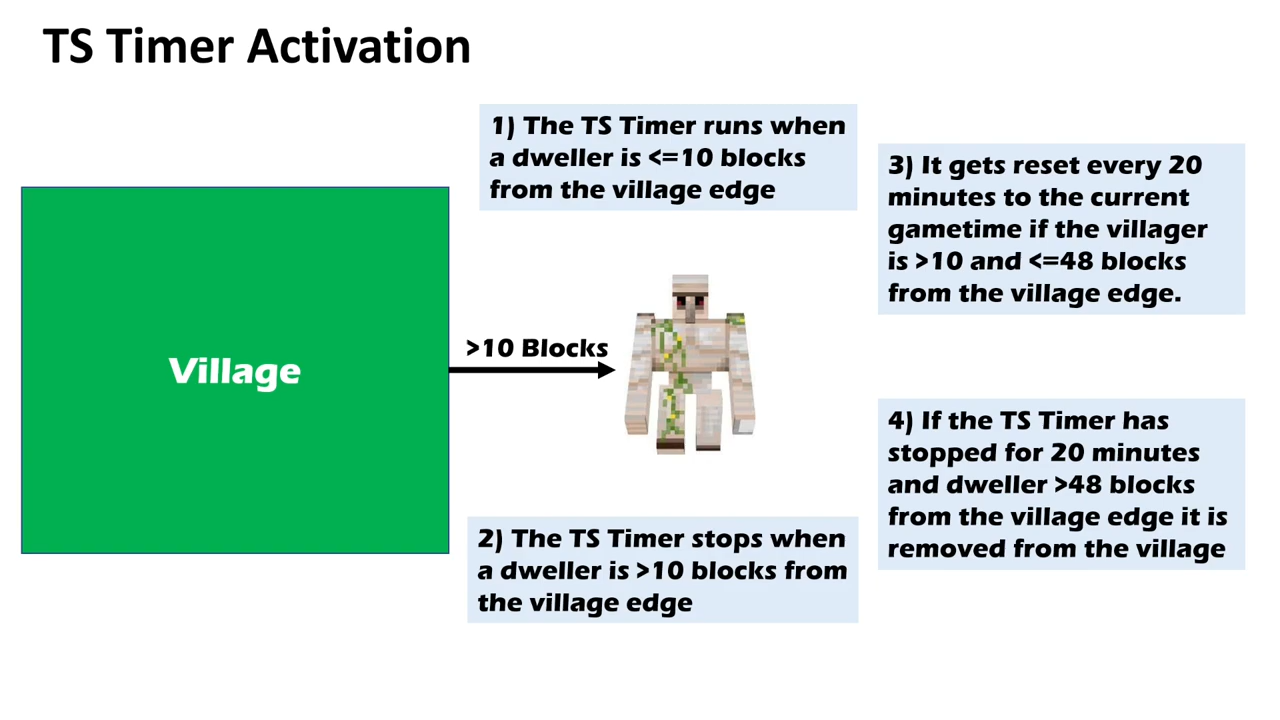 TS Timer Activation
1) The TS Timer runs when
a dweller is <=10 blocks
from the village edge
3) It gets reset every 20
minutes to the current
gametime if the villager
is >10 and <=48 blocks
from the village edge.
Village
>10 Blocks
4) If the TS Timer has
stopped for 20 minutes
and dweller >48 blocks
from the village edge it is
removed from the village
2) The TS Timer stops when
a dweller is >10 blocks from
the village edge